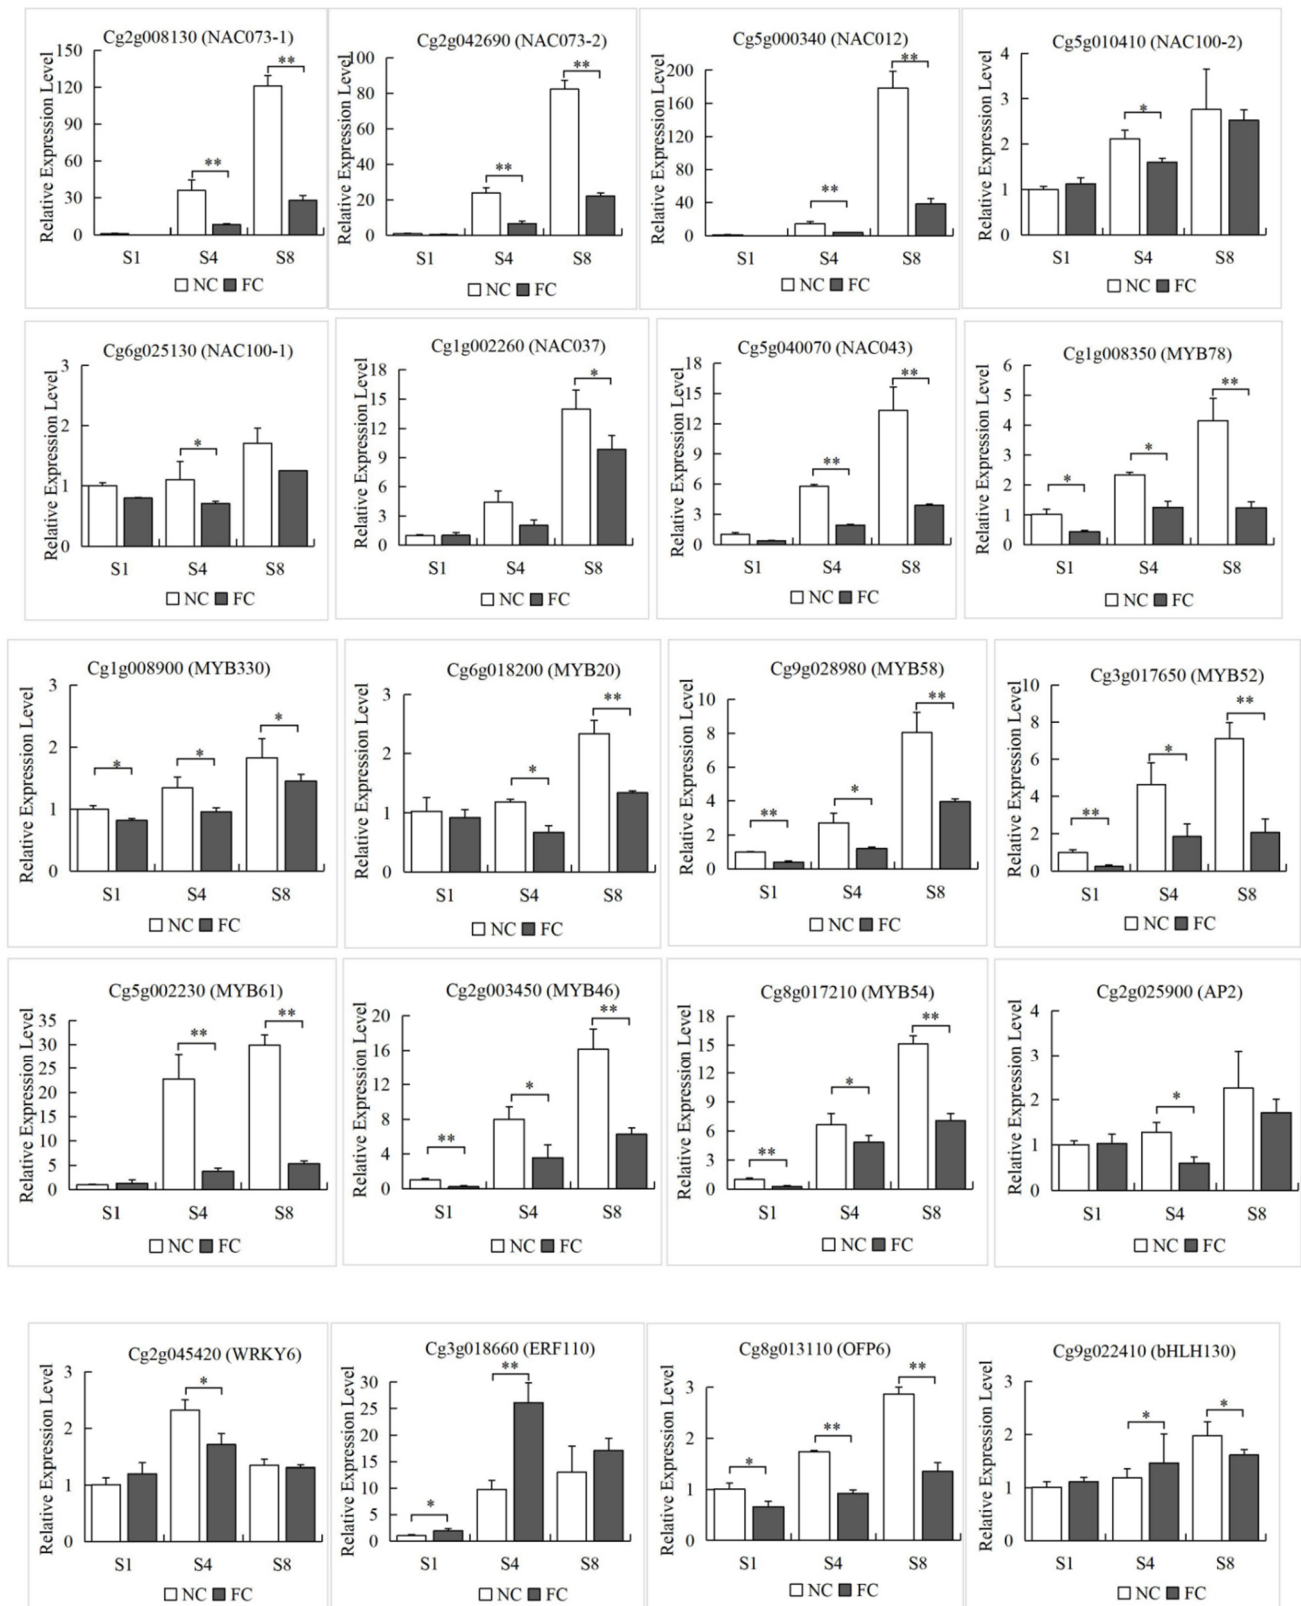 Cg2g008130 (NAC073-1)
Relative Expression Level
150
120
90
60
30
0
**
**
S1 S4 S8
NC FC
Cg2g042690 (NAC073-2)
Relative Expression Level
100
80
60
40
20
0
**
**
S1 S4 S8
NC FC
Cg5g000340 (NAC012)
Relative Expression Level
200
160
120
80
40
0
**
**
S1 S4 S8
NC FC
Cg5g010410 (NAC100-2)
Relative Expression Level
4
3
2
1
0
*
S1 S4 S8
NC FC
Cg6g025130 (NAC100-1)
Relative Expression Level
3
2
1
0
*
S1 S4 S8
NC FC
Cg1g002260 (NAC037)
Relative Expression Level
18
15
12
9
6
3
0
*
S1 S4 S8
NC FC
Cg5g040070 (NAC043)
Relative Expression Level
18
15
12
9
6
3
0
**
**
S1 S4 S8
NC FC
Cg1g008350 (MYB78)
Relative Expression Level
6
5
4
3
2
1
0
*
*
**
S1 S4 S8
NC FC
Cg1g008900 (MYB330)
Relative Expression Level
3
2
1
0
*
*
*
S1 S4 S8
NC FC
Cg6g018200 (MYB20)
Relative Expression Level
3
2
1
0
*
**
S1 S4 S8
NC FC
Cg9g028980 (MYB58)
Relative Expression Level
10
8
6
4
2
0
**
*
**
S1 S4 S8
NC FC
Cg3g017650 (MYB52)
Relative Expression Level
10
8
6
4
2
0
**
*
**
S1 S4 S8
NC FC
Cg5g002230 (MYB61)
Relative Expression Level
35
30
25
20
15
10
5
0
**
**
S1 S4 S8
NC FC
Cg2g003450 (MYB46)
Relative Expression Level
20
16
12
8
4
0
**
*
**
S1 S4 S8
NC FC
Cg8g017210 (MYB54)
Relative Expression Level
18
15
12
9
6
3
0
**
*
**
S1 S4 S8
NC FC
Cg2g025900 (AP2)
Relative Expression Level
4
3
2
1
0
*
S1 S4 S8
NC FC
Cg2g045420 (WRKY6)
Relative Expression Level
3
2
1
0
*
S1 S4 S8
NC FC
Cg3g018660 (ERF110)
Relative Expression Level
30
25
20
15
10
5
0
*
**
S1 S4 S8
NC FC
Cg8g013110 (OFP6)
Relative Expression Level
3
2
1
0
*
**
**
S1 S4 S8
NC FC
Cg9g022410 (bHLH130)
Relative Expression Level
3
2
1
0
*
*
S1 S4 S8
NC FC